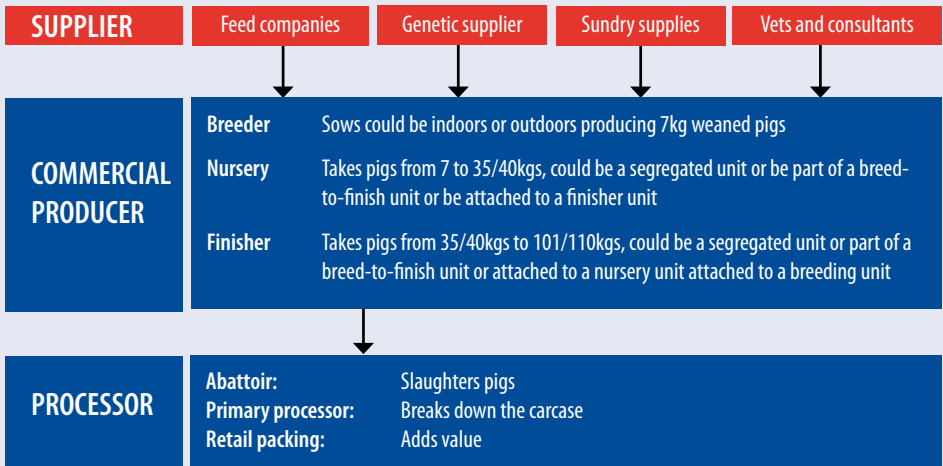 SUPPLIER
Feed companies
Genetic supplier
Sundry supplies
Vets and consultants
COMMERCIAL
PRODUCER
Breeder Sows could be indoors or outdoors producing 7kg weaned pigs
Nursery Takes pigs from 7 to 35/40kgs, could be a segregated unit or be part of a breed-
to-finish unit or be attached to a finisher unit
Finisher Takes pigs from 35/40kgs to 101/110kgs, could be a segregated unit or part of a
breed-to-finish unit or attached to a nursery unit attached to a breeding unit
PROCESSOR
Abattoir: Slaughters pigs
Primary processor: Breaks down the carcase
Retail packing: Adds value